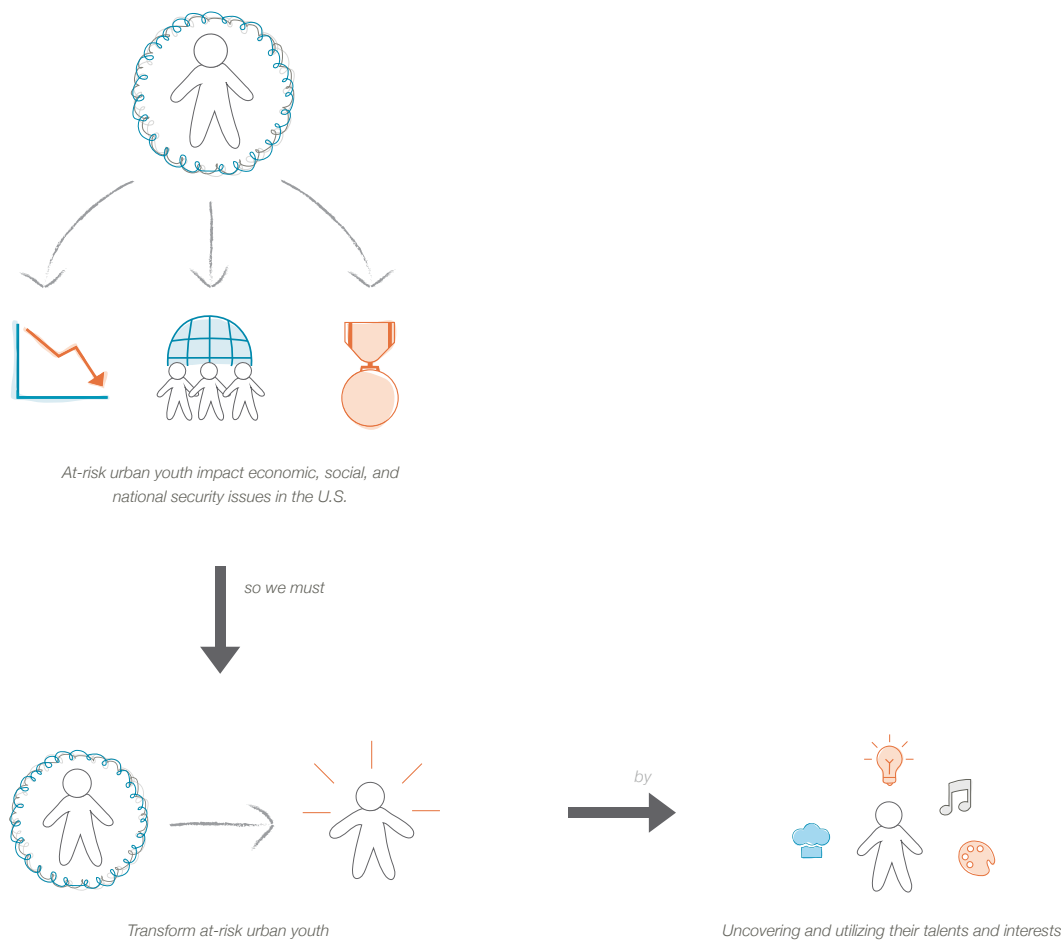 At-risk urban youth impact economic, social, and
national security issues in the U.S.
so we must
by
Transform at-risk urban youth
Uncovering and utilizing their talents and interests